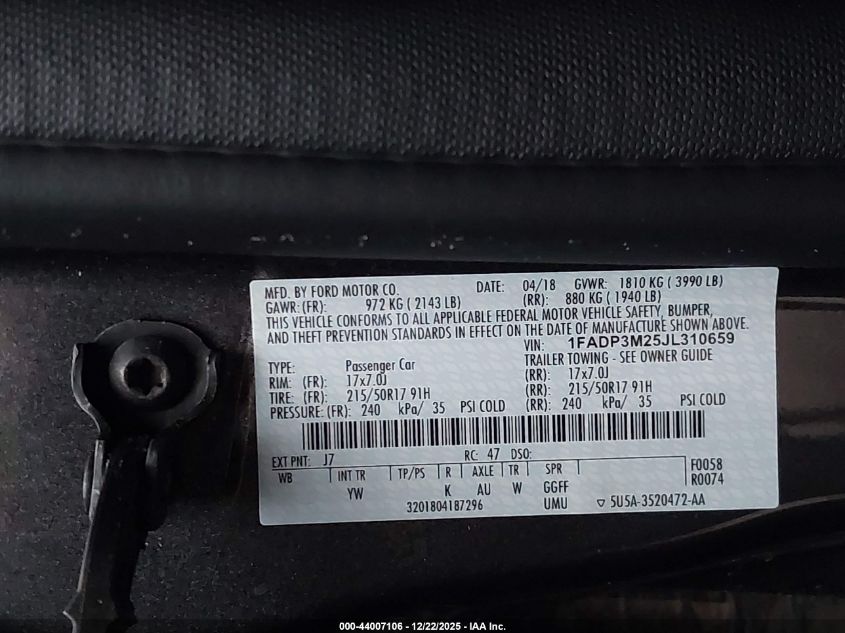 MFD. BY FORD MOTOR CO. DATE: 04/18 GVWR: 1810 KG ( 3990 LB)
GAWR: (FR): 972 KG ( 2143 LB) (RR): 880 KG ( 1940 LB)
THIS VEHICLE CONFORMS TO ALL APPLICABLE FEDERAL MOTOR VEHICLE SAFETY, BUMPER,
AND THEFT PREVENTION STANDARDS IN EFFECT ON THE DATE OF MANUFACTURE SHOWN ABOVE.
VIN: 1FADP3M25JL310659
TYPE: Passenger Car TRAILER TOWING - SEE OWNER GUIDE
RIM: (FR): 17x7.0J (RR): 17x7.0J
TIRE: (FR): 215/50R17 91H (RR): 215/50R17 91H
PRESSURE: (FR): 240 kPa/ 35 PSI COLD (RR): 240 kPa/ 35 PSI COLD
EXT PNT: J7 RC: 47 DSO: F0058
WB INT TR TP/PS R AXLE TR SPR R0074
YW K AU W GGFF
3201804187296 UMU ▽ 5U5A-3520472-AA
000-44007106 - 12/22/2025 - IAA Inc.